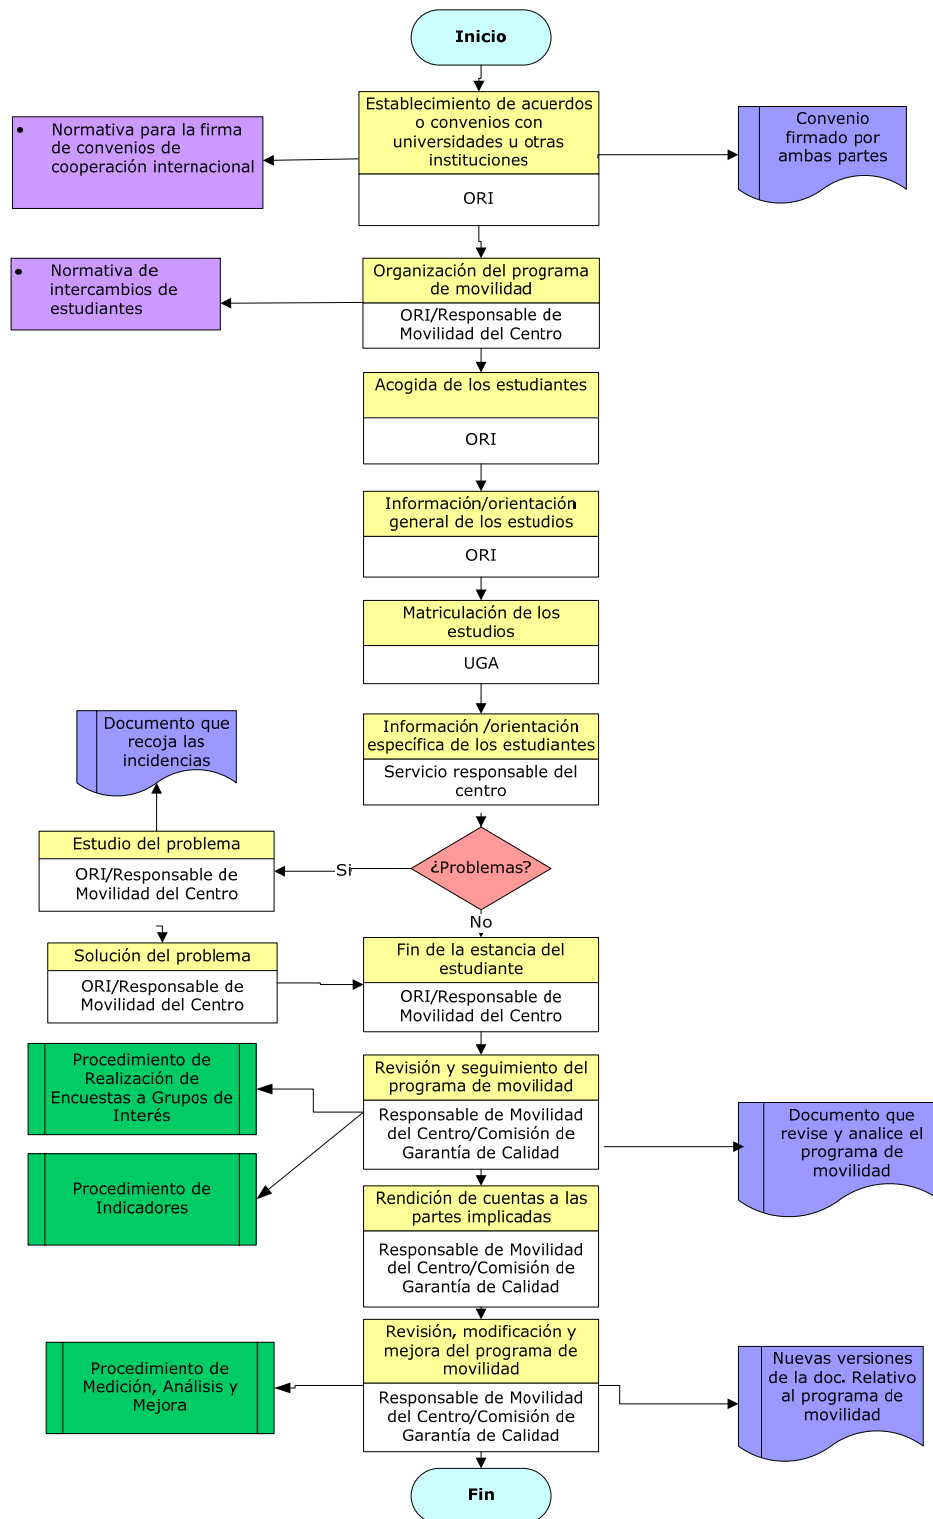 Inicio
Establecimiento de acuerdos
o convenios con
universidades u otras
instituciones
ORI
• Normativa para la firma
de convenios de
cooperación internacional
Convenio
firmado por
ambas partes
Organización del programa
de movilidad
ORI/Responsable de
Movilidad del Centro
• Normativa de
intercambios de
estudiantes
Acogida de los estudiantes
ORI
Información/orientación
general de los estudios
ORI
Matriculación de los
estudios
UGA
Información /orientación
específica de los estudiantes
Servicio responsable del
centro
Documento que
recoja las
incidencias
¿Problemas?
Si
No
Estudio del problema
ORI/Responsable de
Movilidad del Centro
Solución del problema
ORI/Responsable de
Movilidad del Centro
Fin de la estancia del
estudiante
ORI/Responsable de
Movilidad del Centro
Revisión y seguimiento del
programa de movilidad
Responsable de Movilidad
del Centro/Comisión de
Garantía de Calidad
Procedimiento de
Realización de
Encuestas a Grupos de
Interés
Procedimiento de
Indicadores
Documento que
revise y analice el
programa de
movilidad
Rendición de cuentas a las
partes implicadas
Responsable de Movilidad
del Centro/Comisión de
Garantía de Calidad
Revisión, modificación y
mejora del programa de
movilidad
Responsable de Movilidad
del Centro/Comisión de
Garantía de Calidad
Procedimiento de
Medición, Análisis y
Mejora
Nuevas versiones
de la doc. Relativo
al programa de
movilidad
Fin